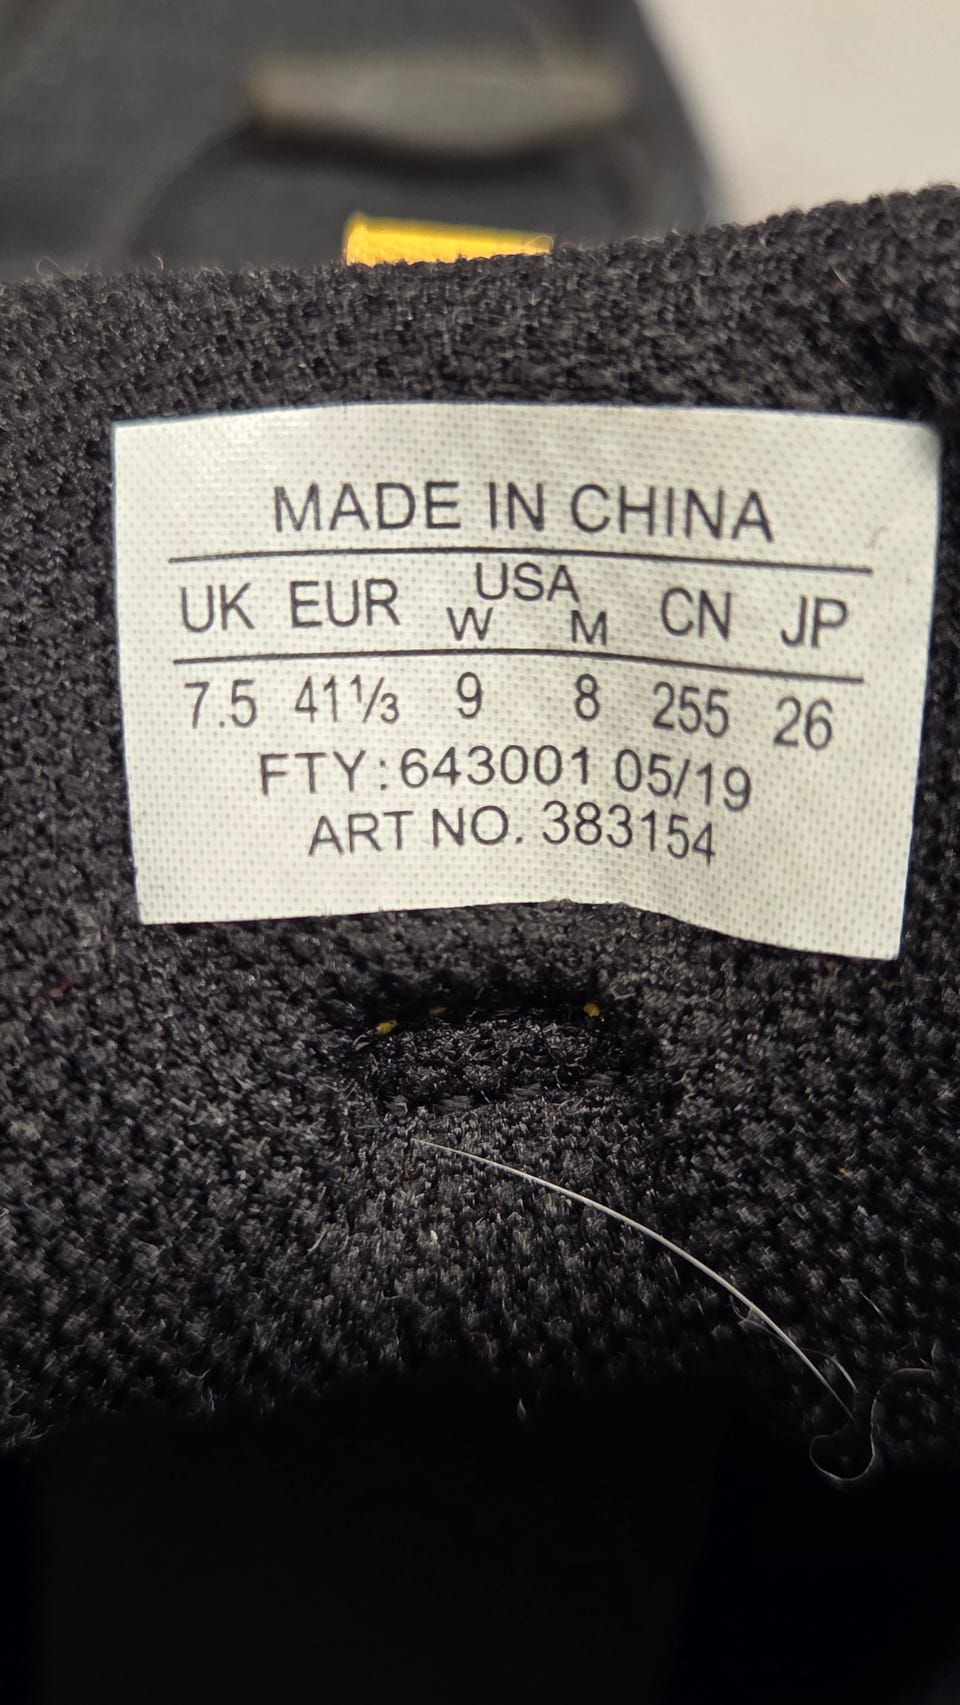 MADE IN CHINA
UK EUR USA W M CN JP
7.5 41⅓ 9 8 255 26
FTY:643001 05/19
ART NO. 383154